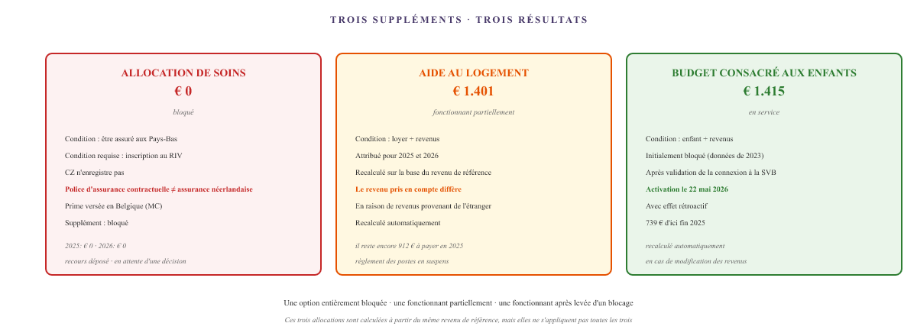 TROIS SUPPLÉMENTS · TROIS RÉSULTATS
ALLOCATION DE SOINS
€ 0
bloqué
Condition : être assuré aux Pays-Bas
Condition requise : inscription au RIV
CZ n'enregistre pas
Police d'assurance contractuelle ≠ assurance néerlandaise
Prime versée en Belgique (MC)
Supplément : bloqué
2025: € 0 · 2026: € 0
recours déposé · en attente d'une décision
AIDE AU LOGEMENT
€ 1.401
fonctionnant partiellement
Condition : loyer + revenus
Attribué pour 2025 et 2026
Recalculé sur la base du revenu de référence
Le revenu pris en compte diffère
En raison de revenus provenant de l'étranger
Recalculé automatiquement
il reste encore 912 € à payer en 2025
règlement des postes en suspens
BUDGET CONSACRÉ AUX ENFANTS
€ 1.415
en service
Condition : enfant + revenus
Initialement bloqué (données de 2023)
Après validation de la connexion à la SVB
Activation le 22 mai 2026
Avec effet rétroactif
739 € d'ici fin 2025
recalculé automatiquement
en cas de modification des revenus
Une option entièrement bloquée · une fonctionnant partiellement · une fonctionnant après levée d'un blocage
Ces trois allocations sont calculées à partir du même revenu de référence, mais elles ne s'appliquent pas toutes les trois